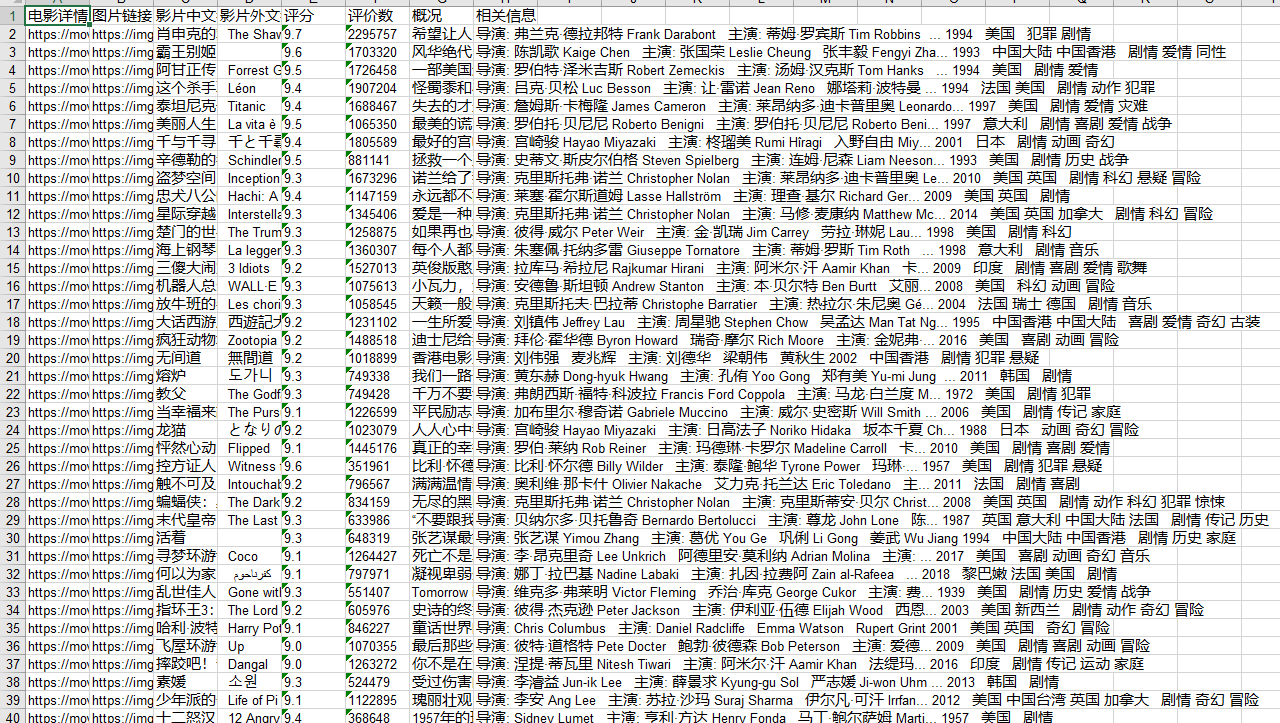 电影详情 图片链接 影片中文 影片外文 评分 评价数 概况 相关信息
2 https://mo https://img 肖申克的 The Shaw 9.7 2295757 希望让人 导演: 弗兰克·德拉邦特 Frank Darabont 主演: 蒂姆·罗宾斯 Tim Robbins ... 1994 美国 犯罪 剧情
3 https://mo https://img 霸王别姬 9.6 1703320 风华绝代 导演: 陈凯歌 Kaige Chen 主演: 张国荣 Leslie Cheung 张丰毅 Fengyi Zha... 1993 中国大陆 中国香港 剧情 爱情 同性
4 https://mo https://img 阿甘正传 Forrest G 9.5 1726458 一部美国 导演: 罗伯特·泽米吉斯 Robert Zemeckis 主演: 汤姆·汉克斯 Tom Hanks ... 1994 美国 剧情 爱情
5 https://mo https://img 这个杀手 Léon 9.4 1907204 怪蜀黍和 导演: 吕克·贝松 Luc Besson 主演: 让·雷诺 Jean Reno 娜塔莉·波特曼 ... 1994 法国 美国 剧情 动作 犯罪
6 https://mo https://img 泰坦尼克 Titanic 9.4 1688467 失去的才 导演: 詹姆斯·卡梅隆 James Cameron 主演: 莱昂纳多·迪卡普里奥 Leonardo... 1997 美国 剧情 爱情 灾难
7 https://mo https://img 美丽人生 La vita è 9.5 1065350 最美的谎 导演: 罗伯托·贝尼尼 Roberto Benigni 主演: 罗伯托·贝尼尼 Roberto Beni... 1997 意大利 剧情 喜剧 爱情 战争
8 https://mo https://img 千与千寻 千と千尋 9.4 1805589 最好的宫 导演: 宫崎骏 Hayao Miyazaki 主演: 柊瑠美 Rumi Hîragi 入野自由 Miy... 2001 日本 剧情 动画 奇幻
9 https://mo https://img 辛德勒的 Schindler 9.5 881141 拯救一个 导演: 史蒂文·斯皮尔伯格 Steven Spielberg 主演: 连姆·尼森 Liam Neeson... 1993 美国 剧情 历史 战争
10 https://mo https://img 盗梦空间 Inception 9.3 1673296 诺兰给了 导演: 克里斯托弗·诺兰 Christopher Nolan 主演: 莱昂纳多·迪卡普里奥 Le... 2010 美国 英国 剧情 科幻 悬疑 冒险
11 https://mo https://img 忠犬八公 Hachi: A 9.4 1147159 永远都不 导演: 莱塞·霍尔斯道姆 Lasse Hallström 主演: 理查·基尔 Richard Ger... 2009 美国 英国 剧情
12 https://mo https://img 星际穿越 Interstella 9.3 1345406 爱是一种 导演: 克里斯托弗·诺兰 Christopher Nolan 主演: 马修·麦康纳 Matthew Mc... 2014 美国 英国 加拿大 剧情 科幻 冒险
13 https://mo https://img 楚门的世 The Trum 9.3 1258875 如果再也 导演: 彼得·威尔 Peter Weir 主演: 金·凯瑞 Jim Carrey 劳拉·琳妮 Lau... 1998 美国 剧情 科幻
14 https://mo https://img 海上钢琴 La legger 9.3 1360307 每个人都 导演: 朱塞佩·托纳多雷 Giuseppe Tornatore 主演: 蒂姆·罗斯 Tim Roth ... 1998 意大利 剧情 音乐
15 https://mo https://img 三傻大闹 3 Idiots 9.2 1527013 英俊版憨 导演: 拉库马·希拉尼 Rajkumar Hirani 主演: 阿米尔·汗 Aamir Khan 卡... 2009 印度 剧情 喜剧 爱情 歌舞
16 https://mo https://img 机器人总 WALL·E 9.3 1075613 小瓦力， 导演: 安德鲁·斯坦顿 Andrew Stanton 主演: 本·贝尔特 Ben Burtt 艾丽... 2008 美国 科幻 动画 冒险
17 https://mo https://img 放牛班的 Les chori 9.3 1058545 天籁一般 导演: 克里斯托夫·巴拉蒂 Christophe Barratier 主演: 热拉尔·朱尼奥 Gé... 2004 法国 瑞士 德国 剧情 音乐
18 https://mo https://img 大话西游 西遊記大 9.2 1231102 一生所爱 导演: 刘镇伟 Jeffrey Lau 主演: 周星驰 Stephen Chow 吴孟达 Man Tat Ng... 1995 中国香港 中国大陆 喜剧 爱情 奇幻 古装
19 https://mo https://img 疯狂动物 Zootopia 9.2 1488518 迪士尼给 导演: 拜伦·霍华德 Byron Howard 瑞奇·摩尔 Rich Moore 主演: 金妮弗·... 2016 美国 喜剧 动画 冒险
20 https://mo https://img 无间道 無間道 9.2 1018899 香港电影 导演: 刘伟强 麦兆辉 主演: 刘德华 梁朝伟 黄秋生 2002 中国香港 剧情 犯罪 悬疑
21 https://mo https://img 熔炉 도가니 9.3 749338 我们一路 导演: 黄东赫 Dong-hyuk Hwang 主演: 孔侑 Yoo Gong 郑有美 Yu-mi Jung ... 2011 韩国 剧情
22 https://mo https://img 教父 The Godf 9.3 749428 千万不要 导演: 弗朗西斯·福特·科波拉 Francis Ford Coppola 主演: 马龙·白兰度 M... 1972 美国 剧情 犯罪
23 https://mo https://img 当幸福来 The Purs 9.1 1226599 平民励志 导演: 加布里尔·穆奇诺 Gabriele Muccino 主演: 威尔·史密斯 Will Smith ... 2006 美国 剧情 传记 家庭
24 https://mo https://img 龙猫 となりの 9.2 1023079 人人心中 导演: 宫崎骏 Hayao Miyazaki 主演: 日高法子 Noriko Hidaka 坂本千夏 Ch... 1988 日本 动画 奇幻 冒险
25 https://mo https://img 怦然心动 Flipped 9.1 1445176 真正的幸 导演: 罗伯·莱纳 Rob Reiner 主演: 玛德琳·卡罗尔 Madeline Carroll 卡... 2010 美国 剧情 喜剧 爱情
26 https://mo https://img 控方证人 Witness 9.6 351961 比利·怀德 导演: 比利·怀尔德 Billy Wilder 主演: 泰隆·鲍华 Tyrone Power 玛琳·... 1957 美国 剧情 犯罪 悬疑
27 https://mo https://img 触不可及 Intouchab 9.2 796567 满满温情 导演: 奥利维·那卡什 Olivier Nakache 艾力克·托兰达 Eric Toledano 主... 2011 法国 剧情 喜剧
28 https://mo https://img 蝙蝠侠： The Dark 9.2 834159 无尽的黑 导演: 克里斯托弗·诺兰 Christopher Nolan 主演: 克里斯蒂安·贝尔 Christ... 2008 美国 英国 剧情 动作 科幻 犯罪 惊悚
29 https://mo https://img 末代皇帝 The Last 9.3 633986 “不要跟我 导演: 贝纳尔多·贝托鲁奇 Bernardo Bertolucci 主演: 尊龙 John Lone 陈... 1987 英国 意大利 中国大陆 法国 剧情 传记 历史
30 https://mo https://img 活着 9.3 648319 张艺谋最 导演: 张艺谋 Yimou Zhang 主演: 葛优 You Ge 巩俐 Li Gong 姜武 Wu Jiang 1994 中国大陆 中国香港 剧情 历史 家庭
31 https://mo https://img 寻梦环游 Coco 9.1 1264427 死亡不是 导演: 李·昂克里奇 Lee Unkrich 阿德里安·莫利纳 Adrian Molina 主演: ... 2017 美国 喜剧 动画 奇幻 音乐
32 https://mo https://img 何以为家 كفرناحوم 9.1 797971 凝视卑弱 导演: 娜丁·拉巴基 Nadine Labaki 主演: 扎因·拉费阿 Zain al-Rafeea ... 2018 黎巴嫩 法国 美国 剧情
33 https://mo https://img 乱世佳人 Gone with 9.3 551407 Tomorrow 导演: 维克多·弗莱明 Victor Fleming 乔治·库克 George Cukor 主演: 费... 1939 美国 剧情 历史 爱情 战争
34 https://mo https://img 指环王3： The Lord 9.2 605976 史诗的终 导演: 彼得·杰克逊 Peter Jackson 主演: 伊利亚·伍德 Elijah Wood 西恩... 2003 美国 新西兰 剧情 动作 奇幻 冒险
35 https://mo https://img 哈利·波特 Harry Pot 9.1 846227 童话世界 导演: Chris Columbus 主演: Daniel Radcliffe Emma Watson Rupert Grint 2001 美国 英国 奇幻 冒险
36 https://mo https://img 飞屋环游 Up 9.0 1070355 最后那些 导演: 彼特·道格特 Pete Docter 鲍勃·彼德森 Bob Peterson 主演: 爱德... 2009 美国 剧情 喜剧 动画 冒险
37 https://mo https://img 摔跤吧！ Dangal 9.0 1263272 你不是在 导演: 涅提·蒂瓦里 Nitesh Tiwari 主演: 阿米尔·汗 Aamir Khan 法缇玛... 2016 印度 剧情 传记 运动 家庭
38 https://mo https://img 素媛 소원 9.3 524479 受过伤害 导演: 李濬益 Jun-ik Lee 主演: 薛景求 Kyung-gu Sol 严志媛 Ji-won Uhm ... 2013 韩国 剧情
39 https://mo https://img 少年派的 Life of Pi 9.1 1122895 瑰丽壮观 导演: 李安 Ang Lee 主演: 苏拉·沙玛 Suraj Sharma 伊尔凡·可汗 Irrfan... 2012 美国 中国台湾 英国 加拿大 剧情 奇幻 冒险
40 https://mo https://img 十二怒汉 12 Angry 9.4 368648 1957年的 导演: Sidney Lumet 主演: 亨利·方达 Henry Fonda 马丁·鲍尔萨姆 Marti... 1957 美国 剧情